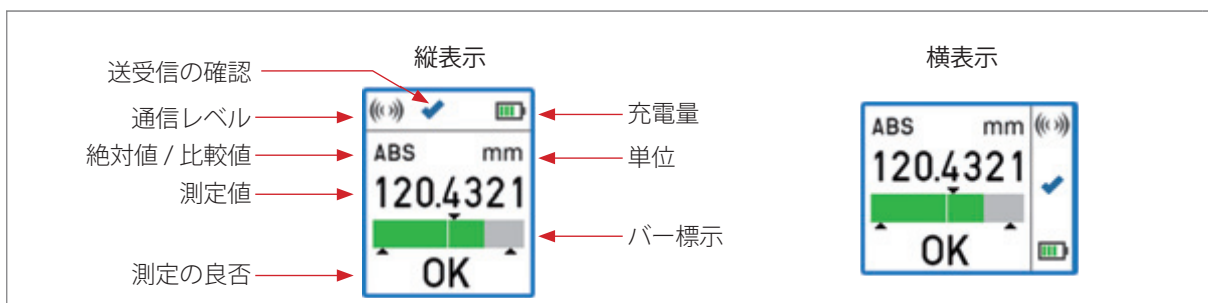 縦表示
横表示
送受信の確認
通信レベル
絶対値 / 比較値
測定値
測定の良否
充電量
単位
バー標示
ABS mm
120.4321
OK
ABS mm
120.4321
OK